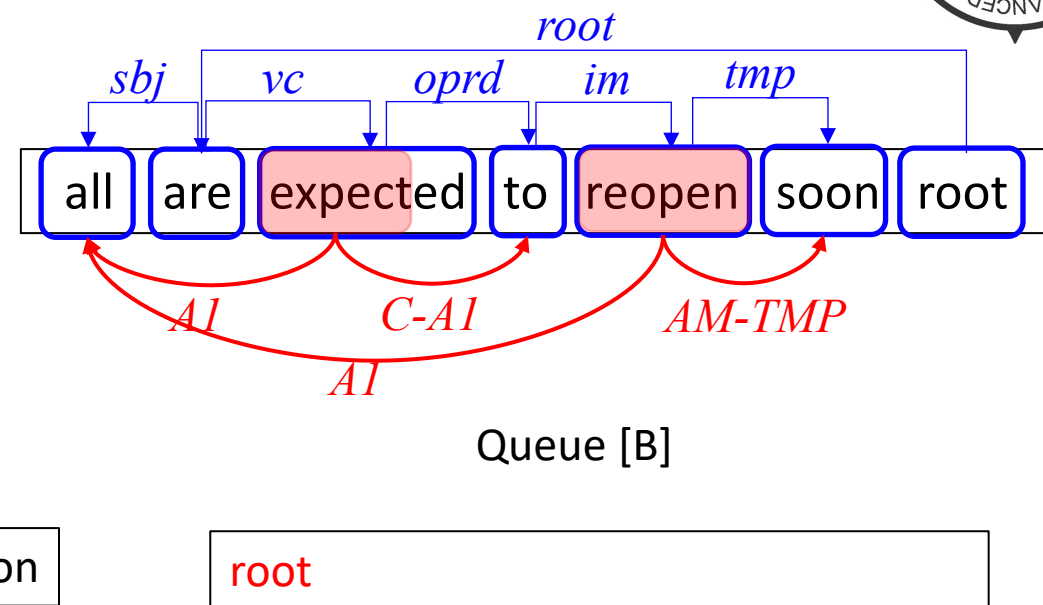 root
sbj vc oprd im tmp
all are expected to reopen soon root
A1 C-A1 AM-TMP
A1
Queue [B]
root